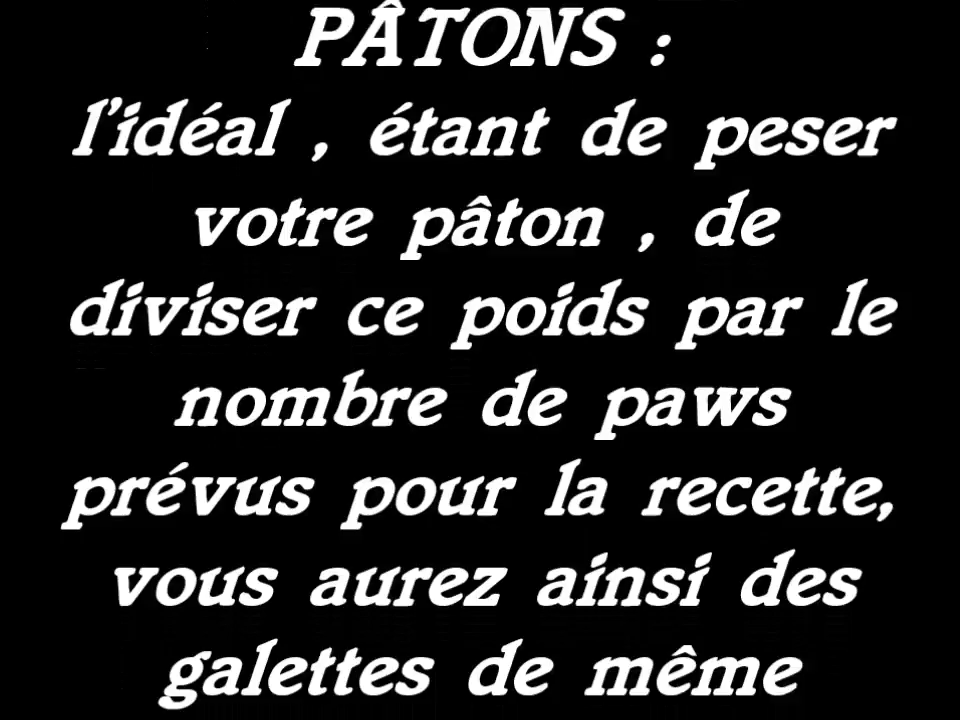 PÂTONS :
l'idéal , étant de peser
votre pâton , de
diviser ce poids par le
nombre de paws
prévus pour la recette,
vous aurez ainsi des
galettes de même